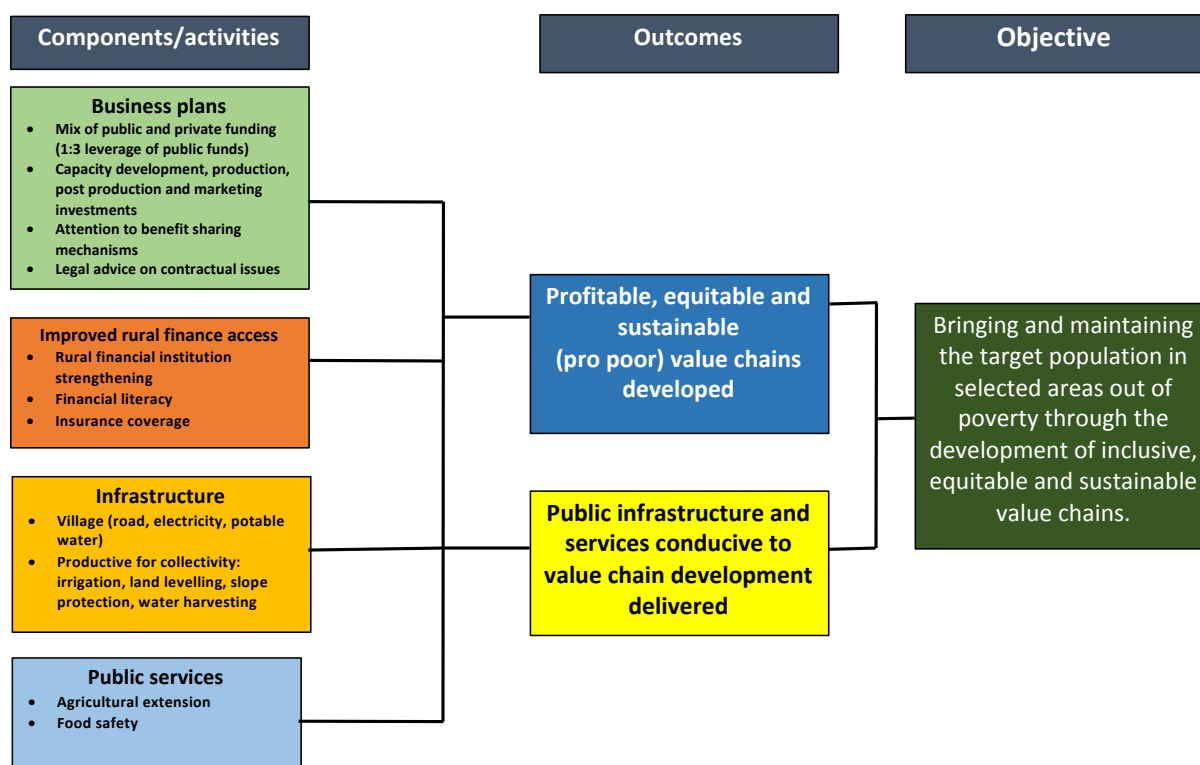 Components/activities
Outcomes
Objective
Business plans
• Mix of public and private funding
(1:3 leverage of public funds)
• Capacity development, production,
post production and marketing
investments
• Attention to benefit sharing
mechanisms
• Legal advice on contractual issues
Improved rural finance access
• Rural financial institution
strengthening
• Financial literacy
• Insurance coverage
Infrastructure
• Village (road, electricity, potable
water)
• Productive for collectivity:
irrigation, land levelling, slope
protection, water harvesting
Public services
• Agricultural extension
• Food safety
Profitable, equitable and
sustainable
(pro poor) value chains
developed
Public infrastructure and
services conducive to
value chain development
delivered
Bringing and maintaining
the target population in
selected areas out of
poverty through the
development of inclusive,
equitable and sustainable
value chains.